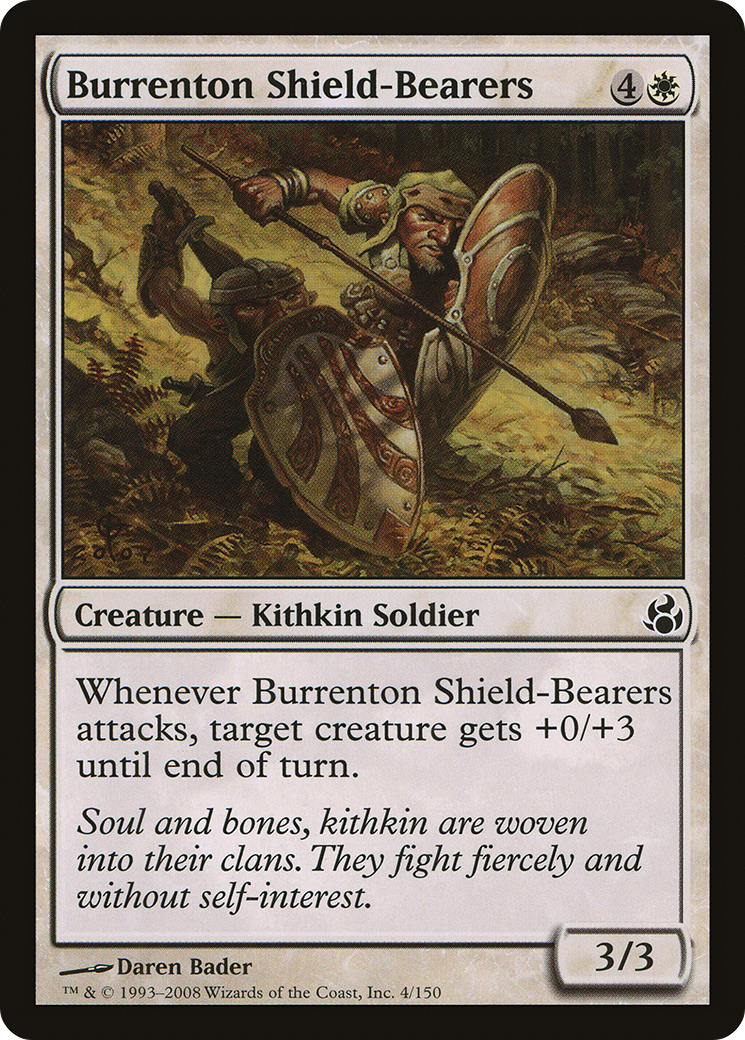 Burrenton Shield-Bearers 4
Creature — Kithkin Soldier
Whenever Burrenton Shield-Bearers
attacks, target creature gets +0/+3
until end of turn.
Soul and bones, kithkin are woven
into their clans. They fight fiercely and
without self-interest.
3/3
Daren Bader
™ & © 1993–2008 Wizards of the Coast, Inc. 4/150